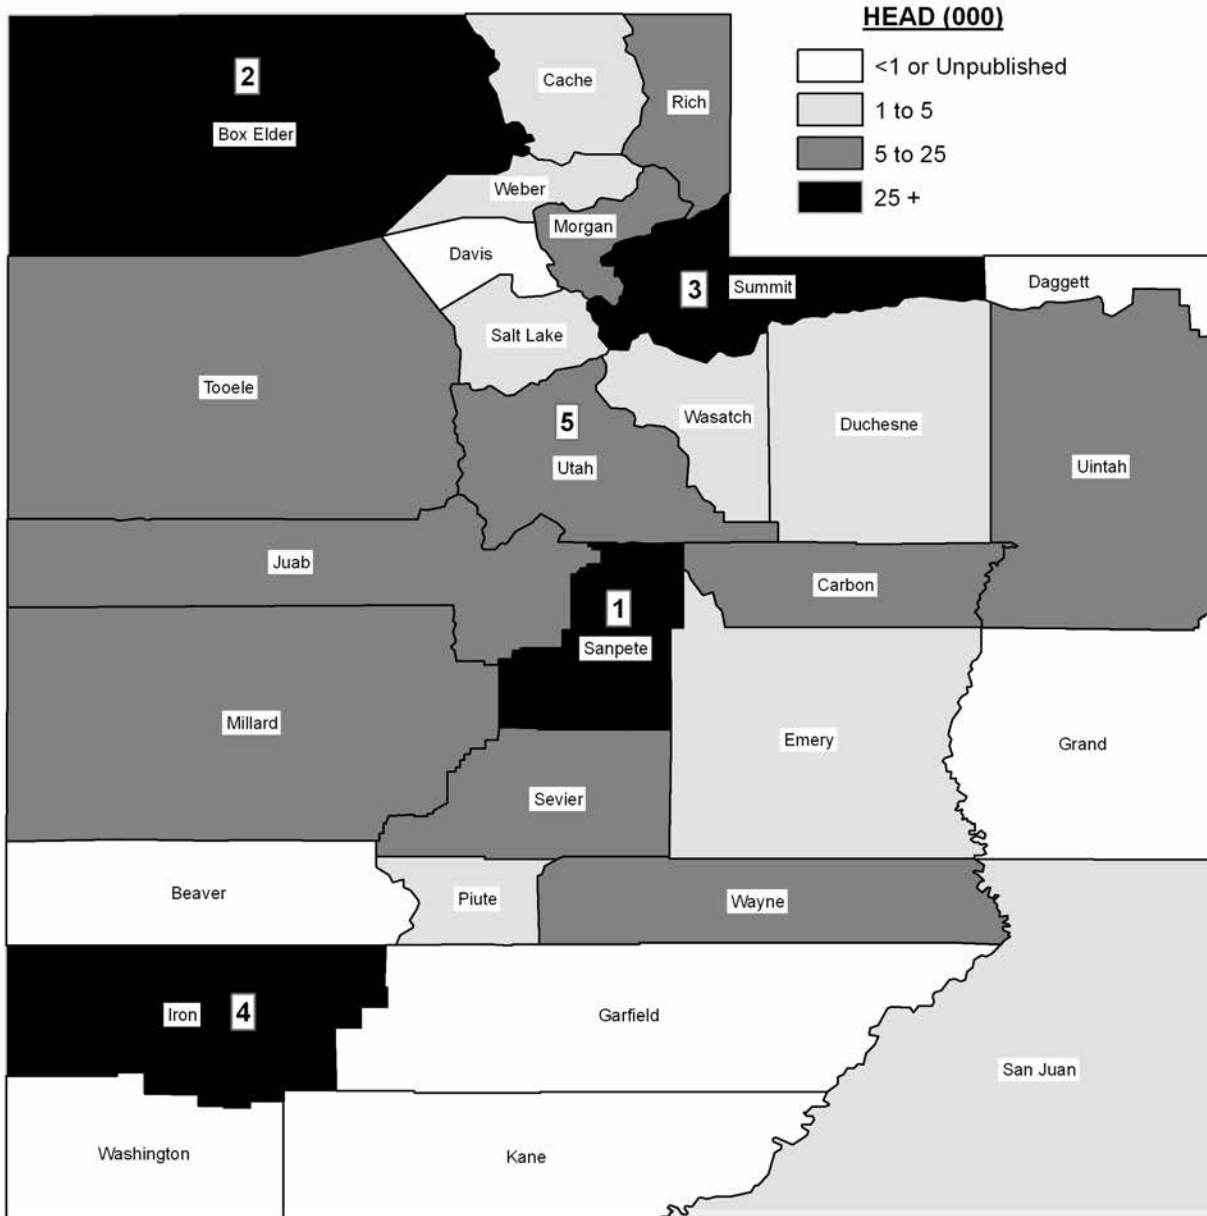 HEAD (000)
<1 or Unpublished
1 to 5
5 to 25
25 +
2
Box Elder
Cache
Rich
Weber
Morgan
Davis
3
Summit
Daggett
Salt Lake
Tooele
5
Utah
Wasatch
Duchesne
Uintah
Juab
Carbon
1
Sanpete
Millard
Emery
Grand
Sevier
Beaver
Piute
Wayne
Iron
4
Garfield
San Juan
Washington
Kane